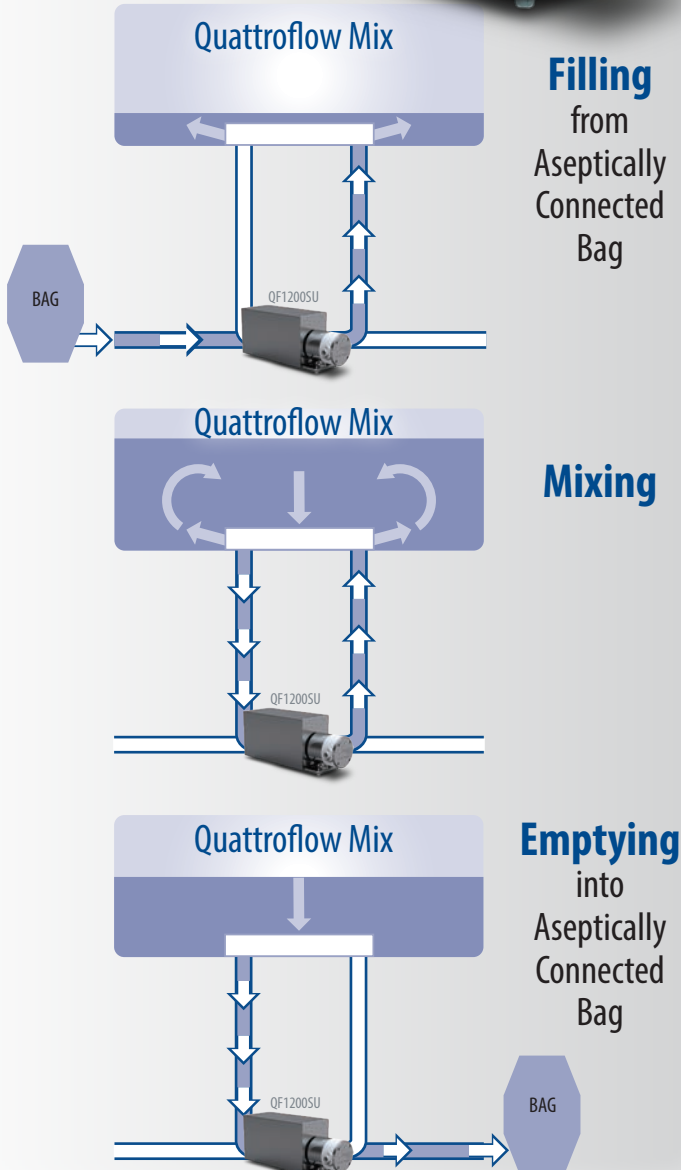 Quattroflow Mix
Filling
from
Aseptically
Connected
Bag
BAG
QF1200SU
Quattroflow Mix
Mixing
QF1200SU
Quattroflow Mix
Emptying
into
Aseptically
Connected
Bag
QF1200SU
BAG